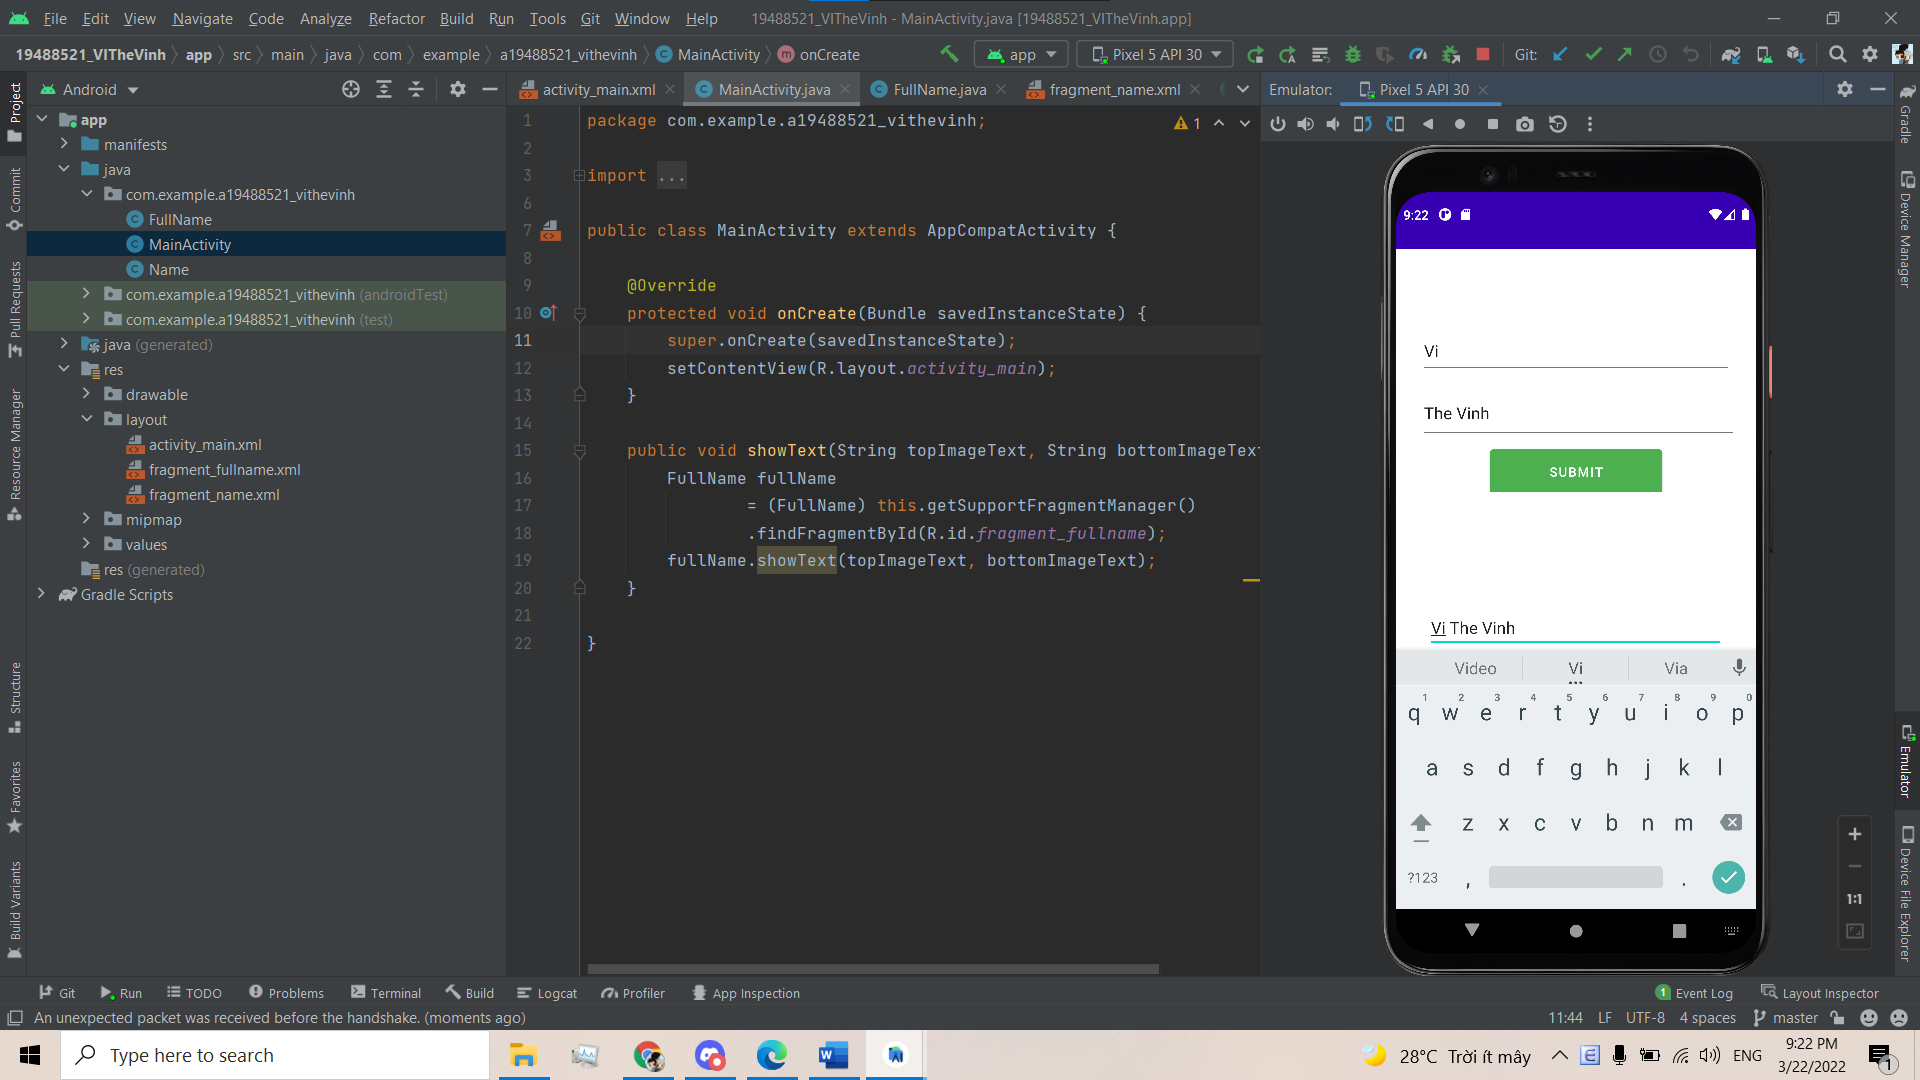 File Edit View Navigate Code Analyze Refactor Build Run Tools Git Window Help 19488521_VITheVinh - MainActivity.java [19488521_VITheVinh.app]
19488521_VITheVinh app src main java com example a19488521_vithevinh MainActivity onCreate app Pixel 5 API 30 Git:
Android activity_main.xml MainActivity.java FullName.java fragment_name.xml Emulator: Pixel 5 API 30
Project
Commit
Pull Requests
Resource Manager
Structure
Favorites
Build Variants
app
manifests
java
com.example.a19488521_vithevinh
FullName
MainActivity
Name
com.example.a19488521_vithevinh (androidTest)
com.example.a19488521_vithevinh (test)
java (generated)
res
drawable
layout
activity_main.xml
fragment_fullname.xml
fragment_name.xml
mipmap
values
res (generated)
Gradle Scripts
1 package com.example.a19488521_vithevinh; 1
2
3 import ...
6
7 public class MainActivity extends AppCompatActivity {
8
9 @Override
10 protected void onCreate(Bundle savedInstanceState) {
11 super.onCreate(savedInstanceState);
12 setContentView(R.layout.activity_main);
13 }
14
15 public void showText(String topImageText, String bottomImageTex
16 FullName fullName
17 = (FullName) this.getSupportFragmentManager()
18 .findFragmentById(R.id.fragment_fullname);
19 fullName.showText(topImageText, bottomImageText);
20 }
21
22 }
9:22
Vi
The Vinh
SUBMIT
Vi The Vinh
Video Vi Via
1 2 3 4 5 6 7 8 9 0
q w e r t y u i o p
a s d f g h j k l
z x c v b n m
?123 , .
1:1
Gradle
Device Manager
Emulator
Device File Explorer
Git Run TODO Problems Terminal Build Logcat Profiler App Inspection 1 Event Log Layout Inspector
An unexpected packet was received before the handshake. (moments ago) 11:44 LF UTF-8 4 spaces master
Type here to search 28°C Trời ít mây ENG 9:22 PM
3/22/2022 1